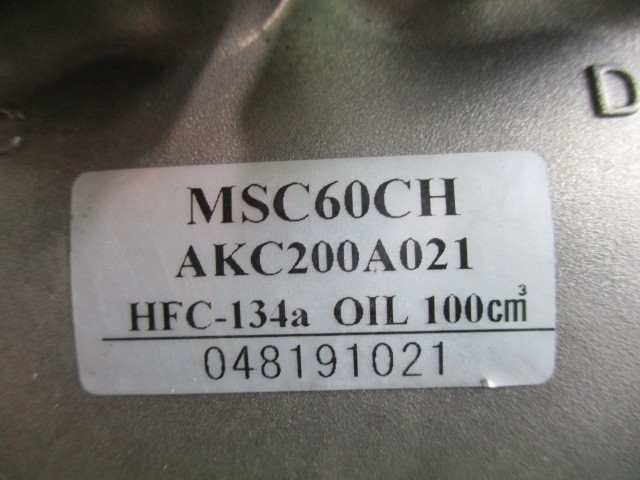 D
MSC60CH
AKC200A021
HFC-134a OIL 100cm³
048191021